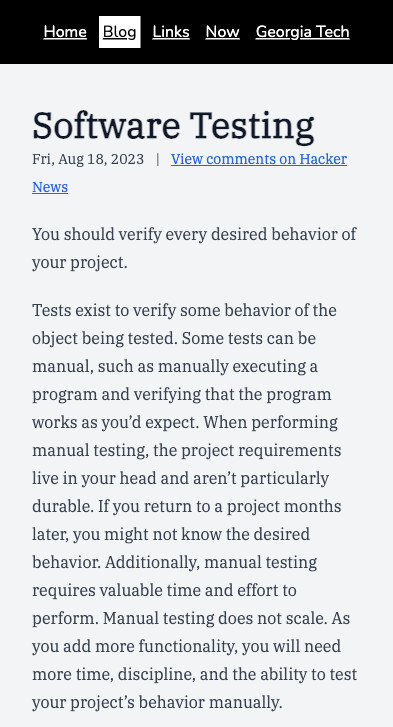 Home Blog Links Now Georgia Tech
Software Testing
Fri, Aug 18, 2023 | View comments on Hacker
News
You should verify every desired behavior of
your project.
Tests exist to verify some behavior of the
object being tested. Some tests can be
manual, such as manually executing a
program and verifying that the program
works as you’d expect. When performing
manual testing, the project requirements
live in your head and aren’t particularly
durable. If you return to a project months
later, you might not know the desired
behavior. Additionally, manual testing
requires valuable time and effort to
perform. Manual testing does not scale. As
you add more functionality, you will need
more time, discipline, and the ability to test
your project’s behavior manually.